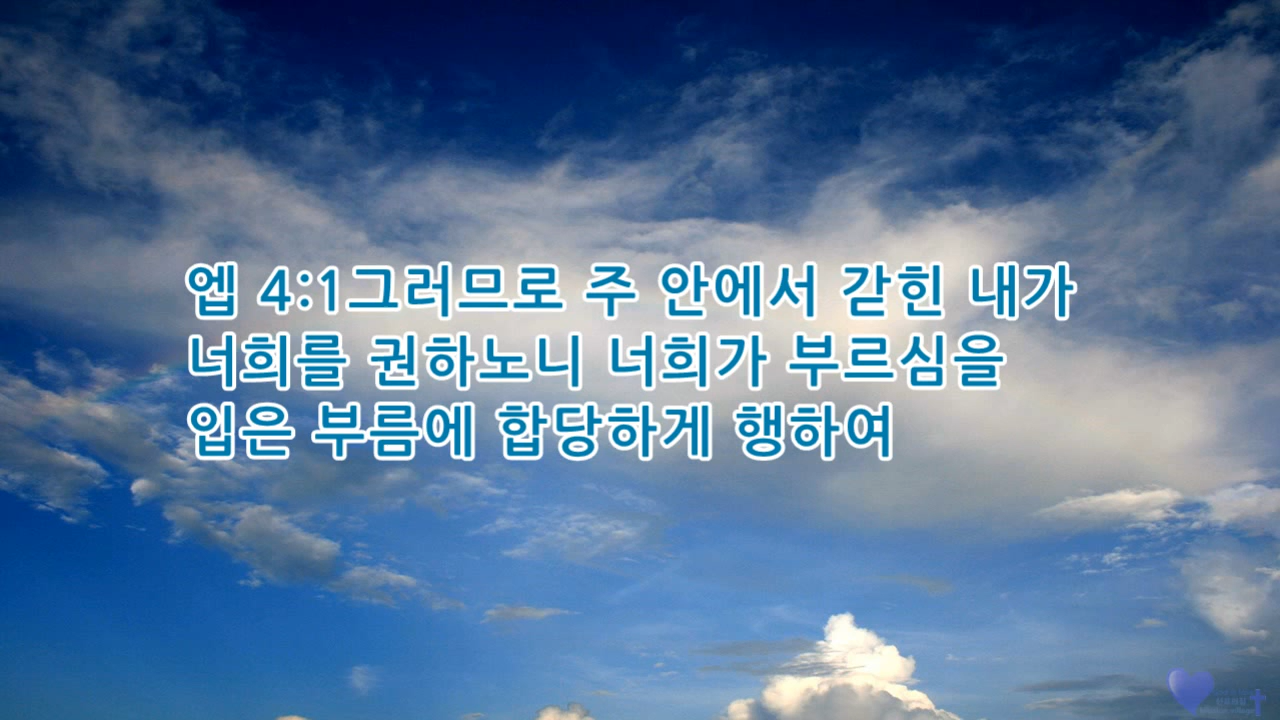 엡 4:1그러므로 주 안에서 갇힌 내가
너희를 권하노니 너희가 부르심을
입은 부름에 합당하게 행하여